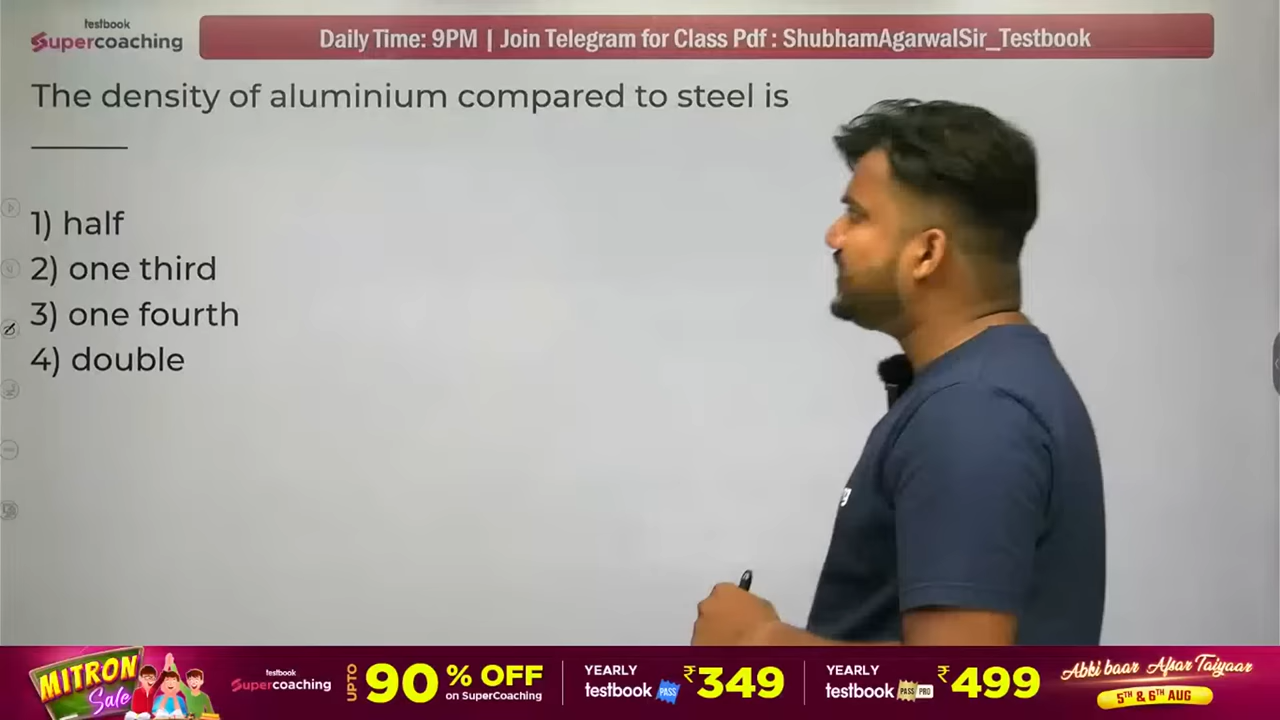 testbook
Supercoaching
Daily Time: 9PM | Join Telegram for Class Pdf : ShubhamAgarwalSir_Testbook
The density of aluminium compared to steel is
1) half
2) one third
3) one fourth
4) double
MITRON
Sale
testbook
Supercoaching
UPTO 90% OFF
on SuperCoaching
YEARLY
testbook PASS
₹349
YEARLY
testbook PASS PRO
₹499
Abki baar Afsar Taiyaar
5TH & 6TH AUG